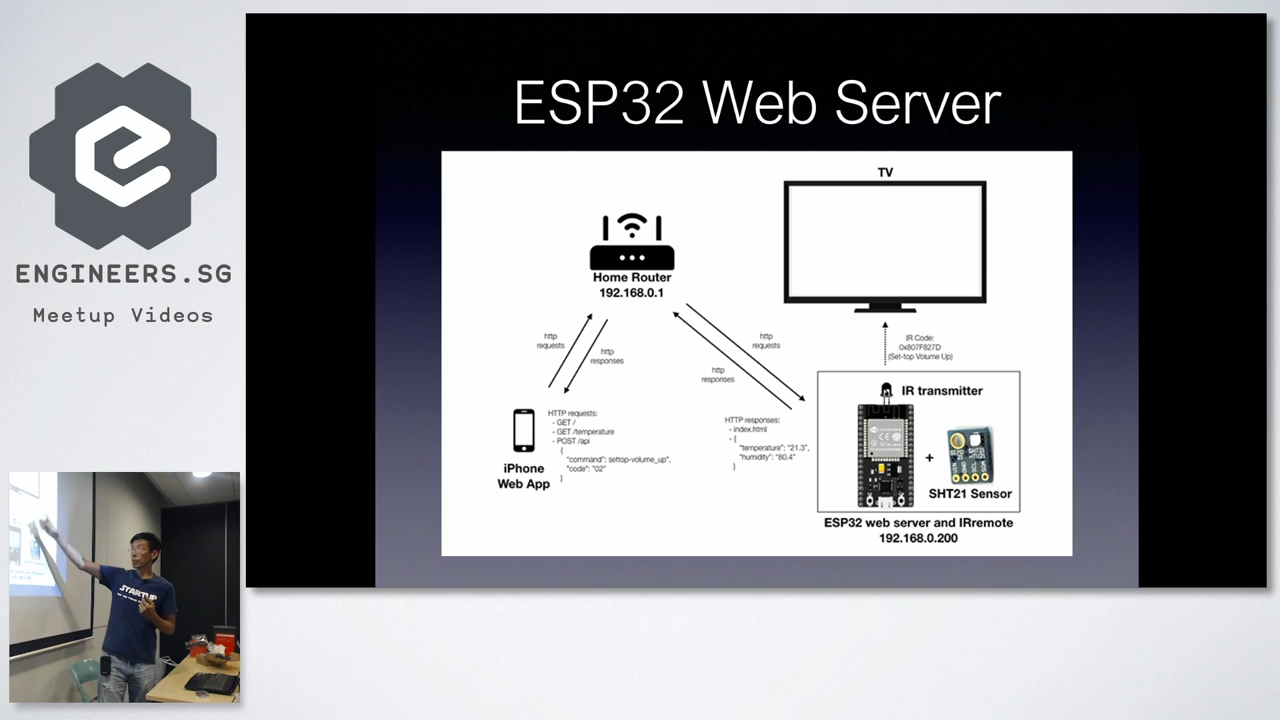 ENGINEERS.SG
Meetup Videos
ESP32 Web Server
TV
Home Router
192.168.0.1
http
requests
http
responses
http
requests
http
responses
IR Code:
0x807F827D
(Set-top Volume Up)
IR transmitter
+
SHT21 Sensor
ESP32 web server and IRremote
192.168.0.200
iPhone
Web App
HTTP requests:
- GET /
- GET /temperature
- POST /api
{
"command": settop-volume_up",
"code": "02"
}
HTTP responses:
- index.html
- {
"temperature": "21.3",
"humidity": "80.4"
}
STARTUP